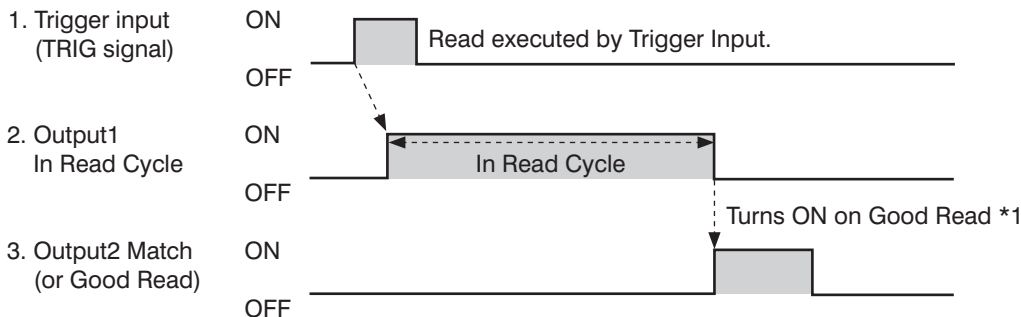 1. Trigger input
(TRIG signal)
ON
OFF
Read executed by Trigger Input.
2. Output1
In Read Cycle
ON
OFF
In Read Cycle
Turns ON on Good Read *1
3. Output2 Match
(or Good Read)
ON
OFF